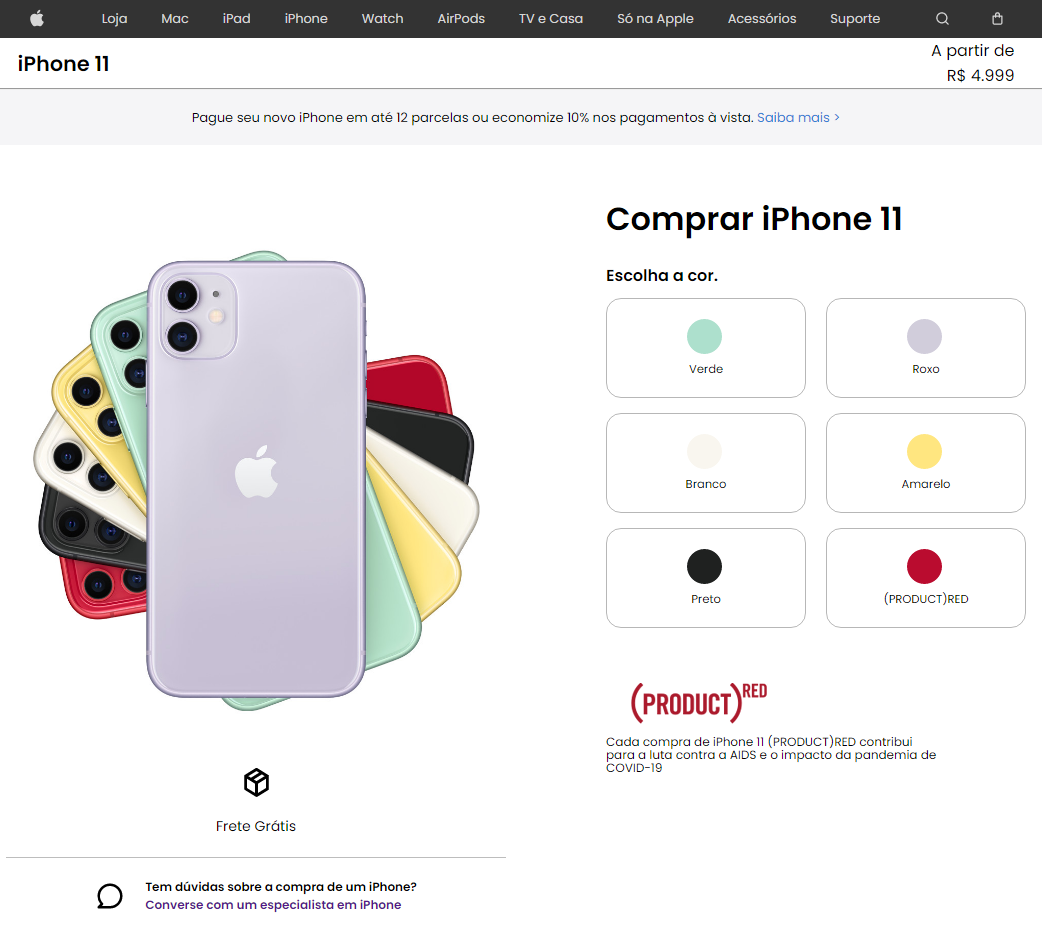 Loja Mac iPad iPhone Watch AirPods TV e Casa Só na Apple Acessórios Suporte
iPhone 11
A partir de
R$ 4.999
Pague seu novo iPhone em até 12 parcelas ou economize 10% nos pagamentos à vista. Saiba mais >
Comprar iPhone 11
Escolha a cor.
Verde
Roxo
Branco
Amarelo
Preto
(PRODUCT)RED
(PRODUCT)RED
Cada compra de iPhone 11 (PRODUCT)RED contribui
para a luta contra a AIDS e o impacto da pandemia de
COVID-19
Frete Grátis
Tem dúvidas sobre a compra de um iPhone?
Converse com um especialista em iPhone